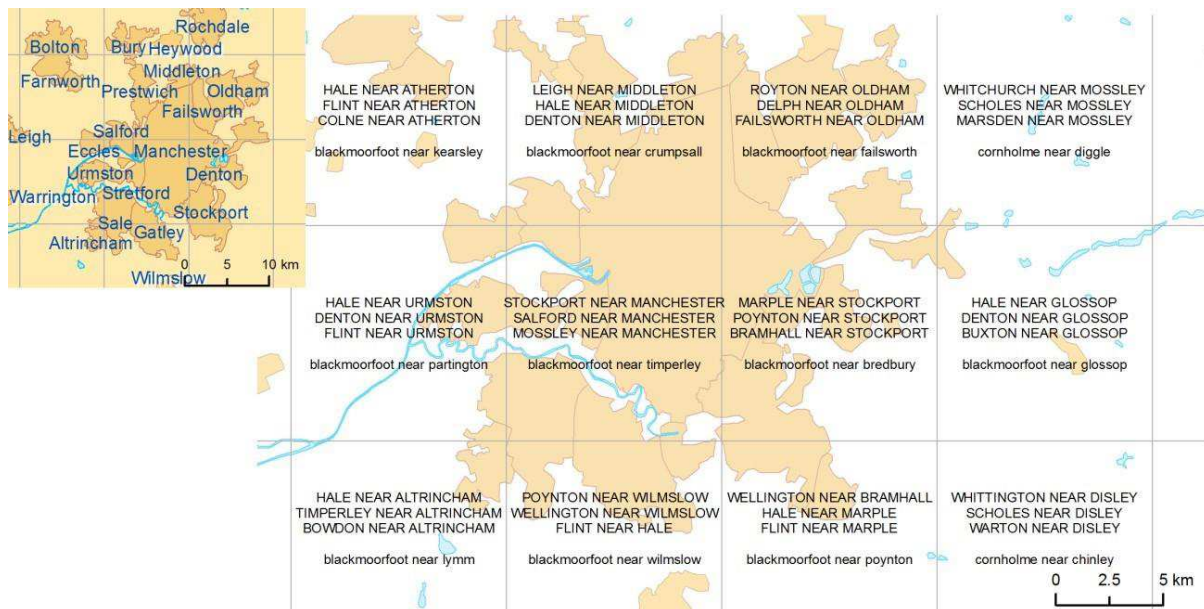 Rochdale
Bolton
Bury
Heywood
Middleton
Farnworth
Prestwich
Oldham
Failsworth
Leigh
Salford
Eccles
Manchester
Urmston
Denton
Warrington
Stretford
Stockport
Sale
Gatley
Altrincham
Wilmslow
0 5 10 km
HALE NEAR ATHERTON
FLINT NEAR ATHERTON
COLNE NEAR ATHERTON
blackmoorfoot near kearsley
LEIGH NEAR MIDDLETON
HALE NEAR MIDDLETON
DENTON NEAR MIDDLETON
blackmoorfoot near crumpsall
ROYTON NEAR OLDHAM
DELPH NEAR OLDHAM
FAILSWORTH NEAR OLDHAM
blackmoorfoot near failsworth
WHITCHURCH NEAR MOSSLEY
SCHOLES NEAR MOSSLEY
MARSDEN NEAR MOSSLEY
cornholme near diggle
HALE NEAR URMSTON
DENTON NEAR URMSTON
FLINT NEAR URMSTON
blackmoorfoot near partington
STOCKPORT NEAR MANCHESTER
SALFORD NEAR MANCHESTER
MOSSLEY NEAR MANCHESTER
blackmoorfoot near timperley
MARPLE NEAR STOCKPORT
POYNTON NEAR STOCKPORT
BRAMHALL NEAR STOCKPORT
blackmoorfoot near bredbury
HALE NEAR GLOSSOP
DENTON NEAR GLOSSOP
BUXTON NEAR GLOSSOP
blackmoorfoot near glossop
HALE NEAR ALTRINCHAM
TIMPERLEY NEAR ALTRINCHAM
BOWDON NEAR ALTRINCHAM
blackmoorfoot near lymm
POYNTON NEAR WILMSLOW
WELLINGTON NEAR WILMSLOW
FLINT NEAR HALE
blackmoorfoot near wilmslow
WELLINGTON NEAR BRAMHALL
HALE NEAR MARPLE
FLINT NEAR MARPLE
blackmoorfoot near poynton
WHITTINGTON NEAR DISLEY
SCHOLES NEAR DISLEY
WARTON NEAR DISLEY
cornholme near chinley
0 2.5 5 km